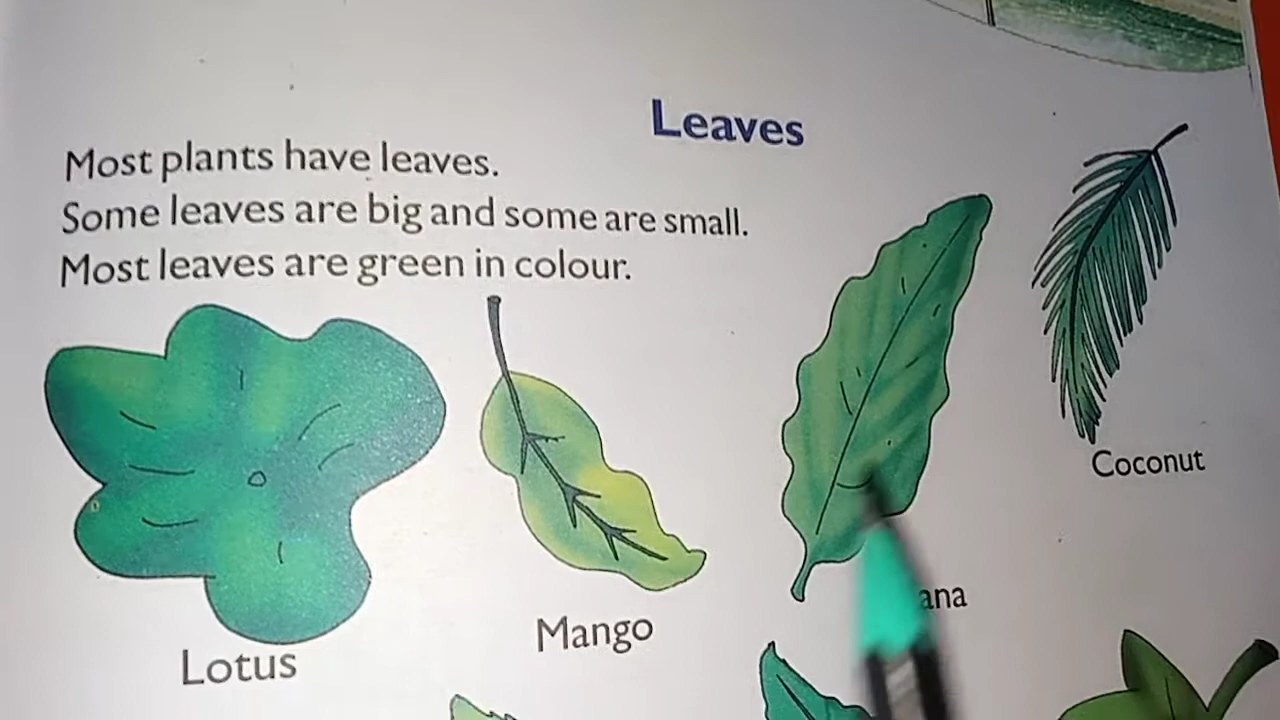 Leaves
Most plants have leaves.
Some leaves are big and some are small.
Most leaves are green in colour.
Coconut
ana
Mango
Lotus